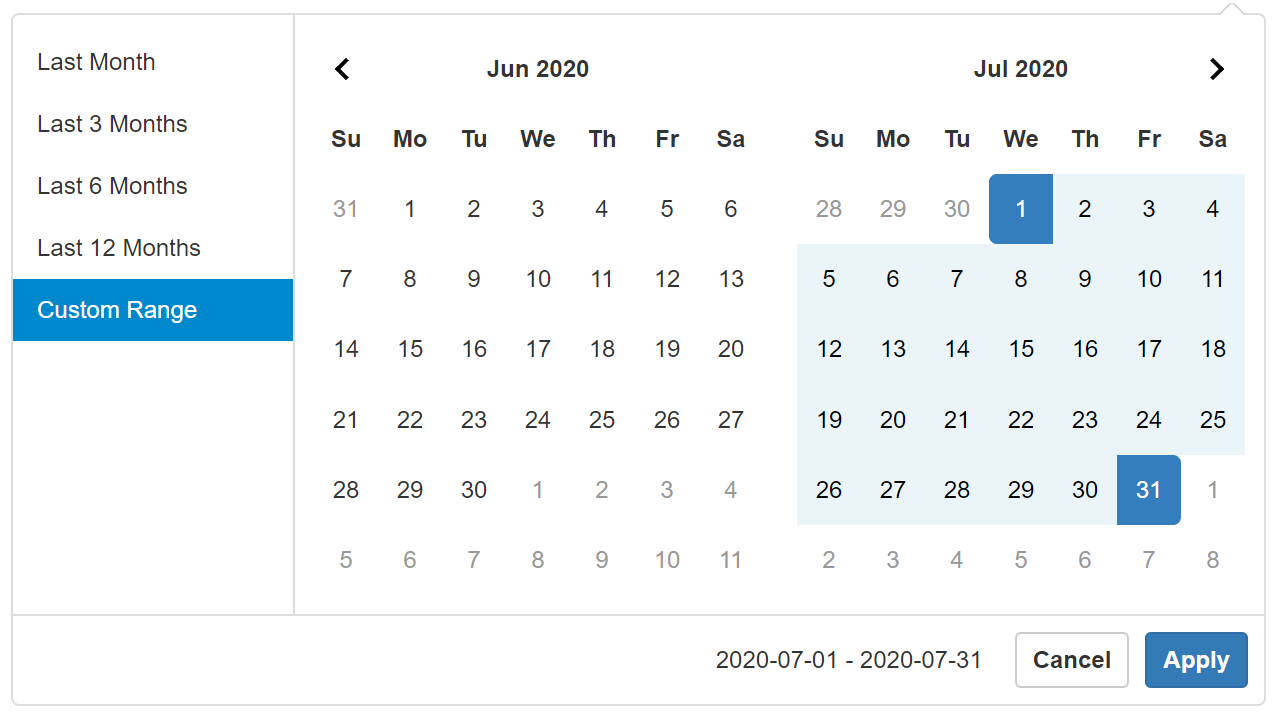 Last Month
Last 3 Months
Last 6 Months
Last 12 Months
Custom Range
Jun 2020
Su Mo Tu We Th Fr Sa
31 1 2 3 4 5 6
7 8 9 10 11 12 13
14 15 16 17 18 19 20
21 22 23 24 25 26 27
28 29 30 1 2 3 4
5 6 7 8 9 10 11
Jul 2020
Su Mo Tu We Th Fr Sa
28 29 30 1 2 3 4
5 6 7 8 9 10 11
12 13 14 15 16 17 18
19 20 21 22 23 24 25
26 27 28 29 30 31 1
2 3 4 5 6 7 8
2020-07-01 - 2020-07-31 Cancel Apply